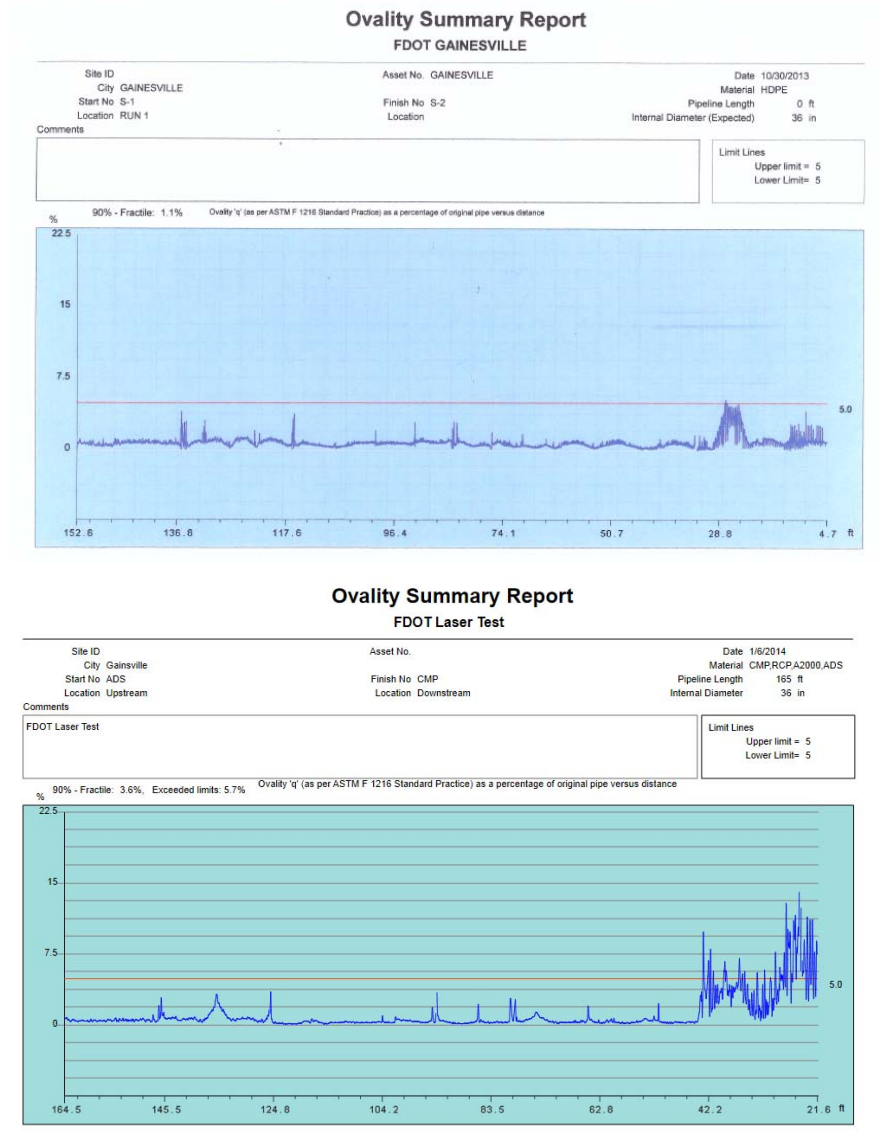 Ovality Summary Report
FDOT GAINESVILLE
Site ID Asset No. GAINESVILLE Date 10/30/2013
City GAINESVILLE Material HDPE
Start No S-1 Finish No S-2 Pipeline Length 0 ft
Location RUN 1 Location Internal Diameter (Expected) 36 in
Comments
Limit Lines
Upper limit = 5
Lower Limit= 5
% 90% - Fractile: 1.1% Ovality 'q' (as per ASTM F 1216 Standard Practice) as a percentage of original pipe versus distance
22.5
15
7.5
5.0
0
152.6 136.8 117.6 96.4 74.1 50.7 28.8 4.7 ft
Ovality Summary Report
FDOT Laser Test
Site ID Asset No. Date 1/6/2014
City Gainsville Material CMP,RCP,A2000,ADS
Start No ADS Finish No CMP Pipeline Length 165 ft
Location Upstream Location Downstream Internal Diameter 36 in
Comments
FDOT Laser Test
Limit Lines
Upper limit = 5
Lower Limit= 5
% 90% - Fractile: 3.6%, Exceeded limits: 5.7% Ovality 'q' (as per ASTM F 1216 Standard Practice) as a percentage of original pipe versus distance
22.5
15
7.5
5.0
0
164.5 145.5 124.8 104.2 83.5 62.8 42.2 21.6 ft